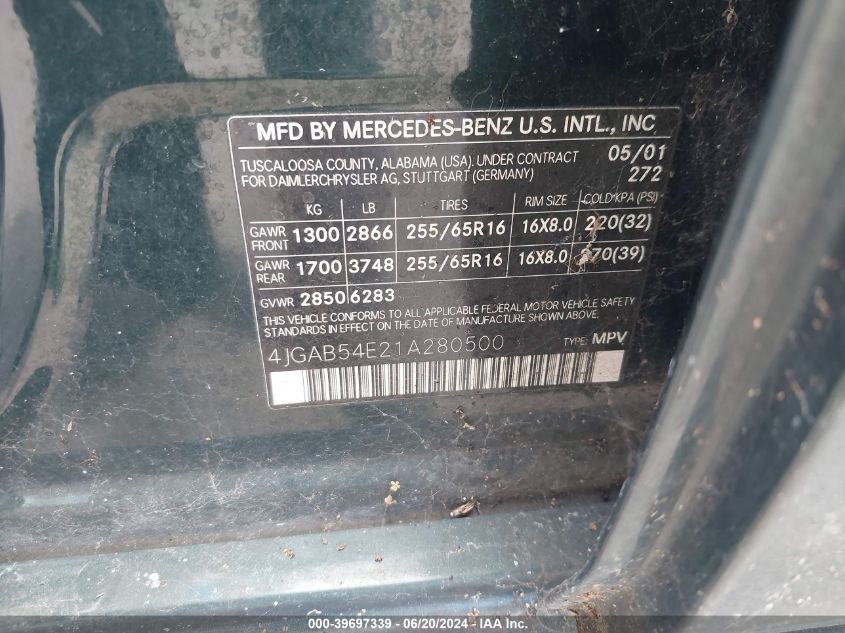 MFD BY MERCEDES-BENZ U.S. INTL., INC
TUSCALOOSA COUNTY, ALABAMA (USA). UNDER CONTRACT 05/01
FOR DAIMLERCHRYSLER AG, STUTTGART (GERMANY) 272
KG LB TIRES RIM SIZE COLD*KPA (PSI)
GAWR FRONT 1300 2866 255/65R16 16X8.0 220(32)
GAWR REAR 1700 3748 255/65R16 16X8.0 270(39)
GVWR 2850 6283
THIS VEHICLE CONFORMS TO ALL APPLICABLE FEDERAL MOTOR VEHICLE SAFETY
STANDARDS IN EFFECT ON THE DATE OF MANUFACTURE SHOWN ABOVE.
4JGAB54E21A280500 TYPE: MPV
000-39697339 - 06/20/2024 - IAAI.com